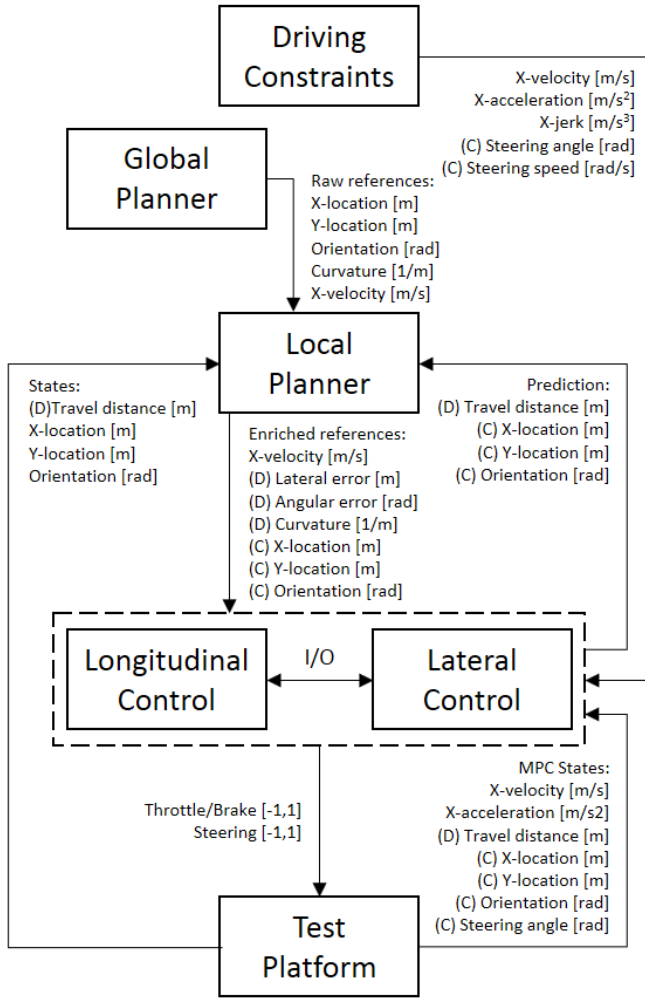 Driving
Constraints
X-velocity [m/s]
X-acceleration [m/s²]
X-jerk [m/s³]
(C) Steering angle [rad]
(C) Steering speed [rad/s]
Global
Planner
Raw references:
X-location [m]
Y-location [m]
Orientation [rad]
Curvature [1/m]
X-velocity [m/s]
Local
Planner
States:
(D)Travel distance [m]
X-location [m]
Y-location [m]
Orientation [rad]
Enriched references:
X-velocity [m/s]
(D) Lateral error [m]
(D) Angular error [rad]
(D) Curvature [1/m]
(C) X-location [m]
(C) Y-location [m]
(C) Orientation [rad]
Prediction:
(D) Travel distance [m]
(C) X-location [m]
(C) Y-location [m]
(C) Orientation [rad]
Longitudinal
Control
I/O
Lateral
Control
Throttle/Brake [-1,1]
Steering [-1,1]
MPC States:
X-velocity [m/s]
X-acceleration [m/s2]
(D) Travel distance [m]
(C) X-location [m]
(C) Y-location [m]
(C) Orientation [rad]
(C) Steering angle [rad]
Test
Platform